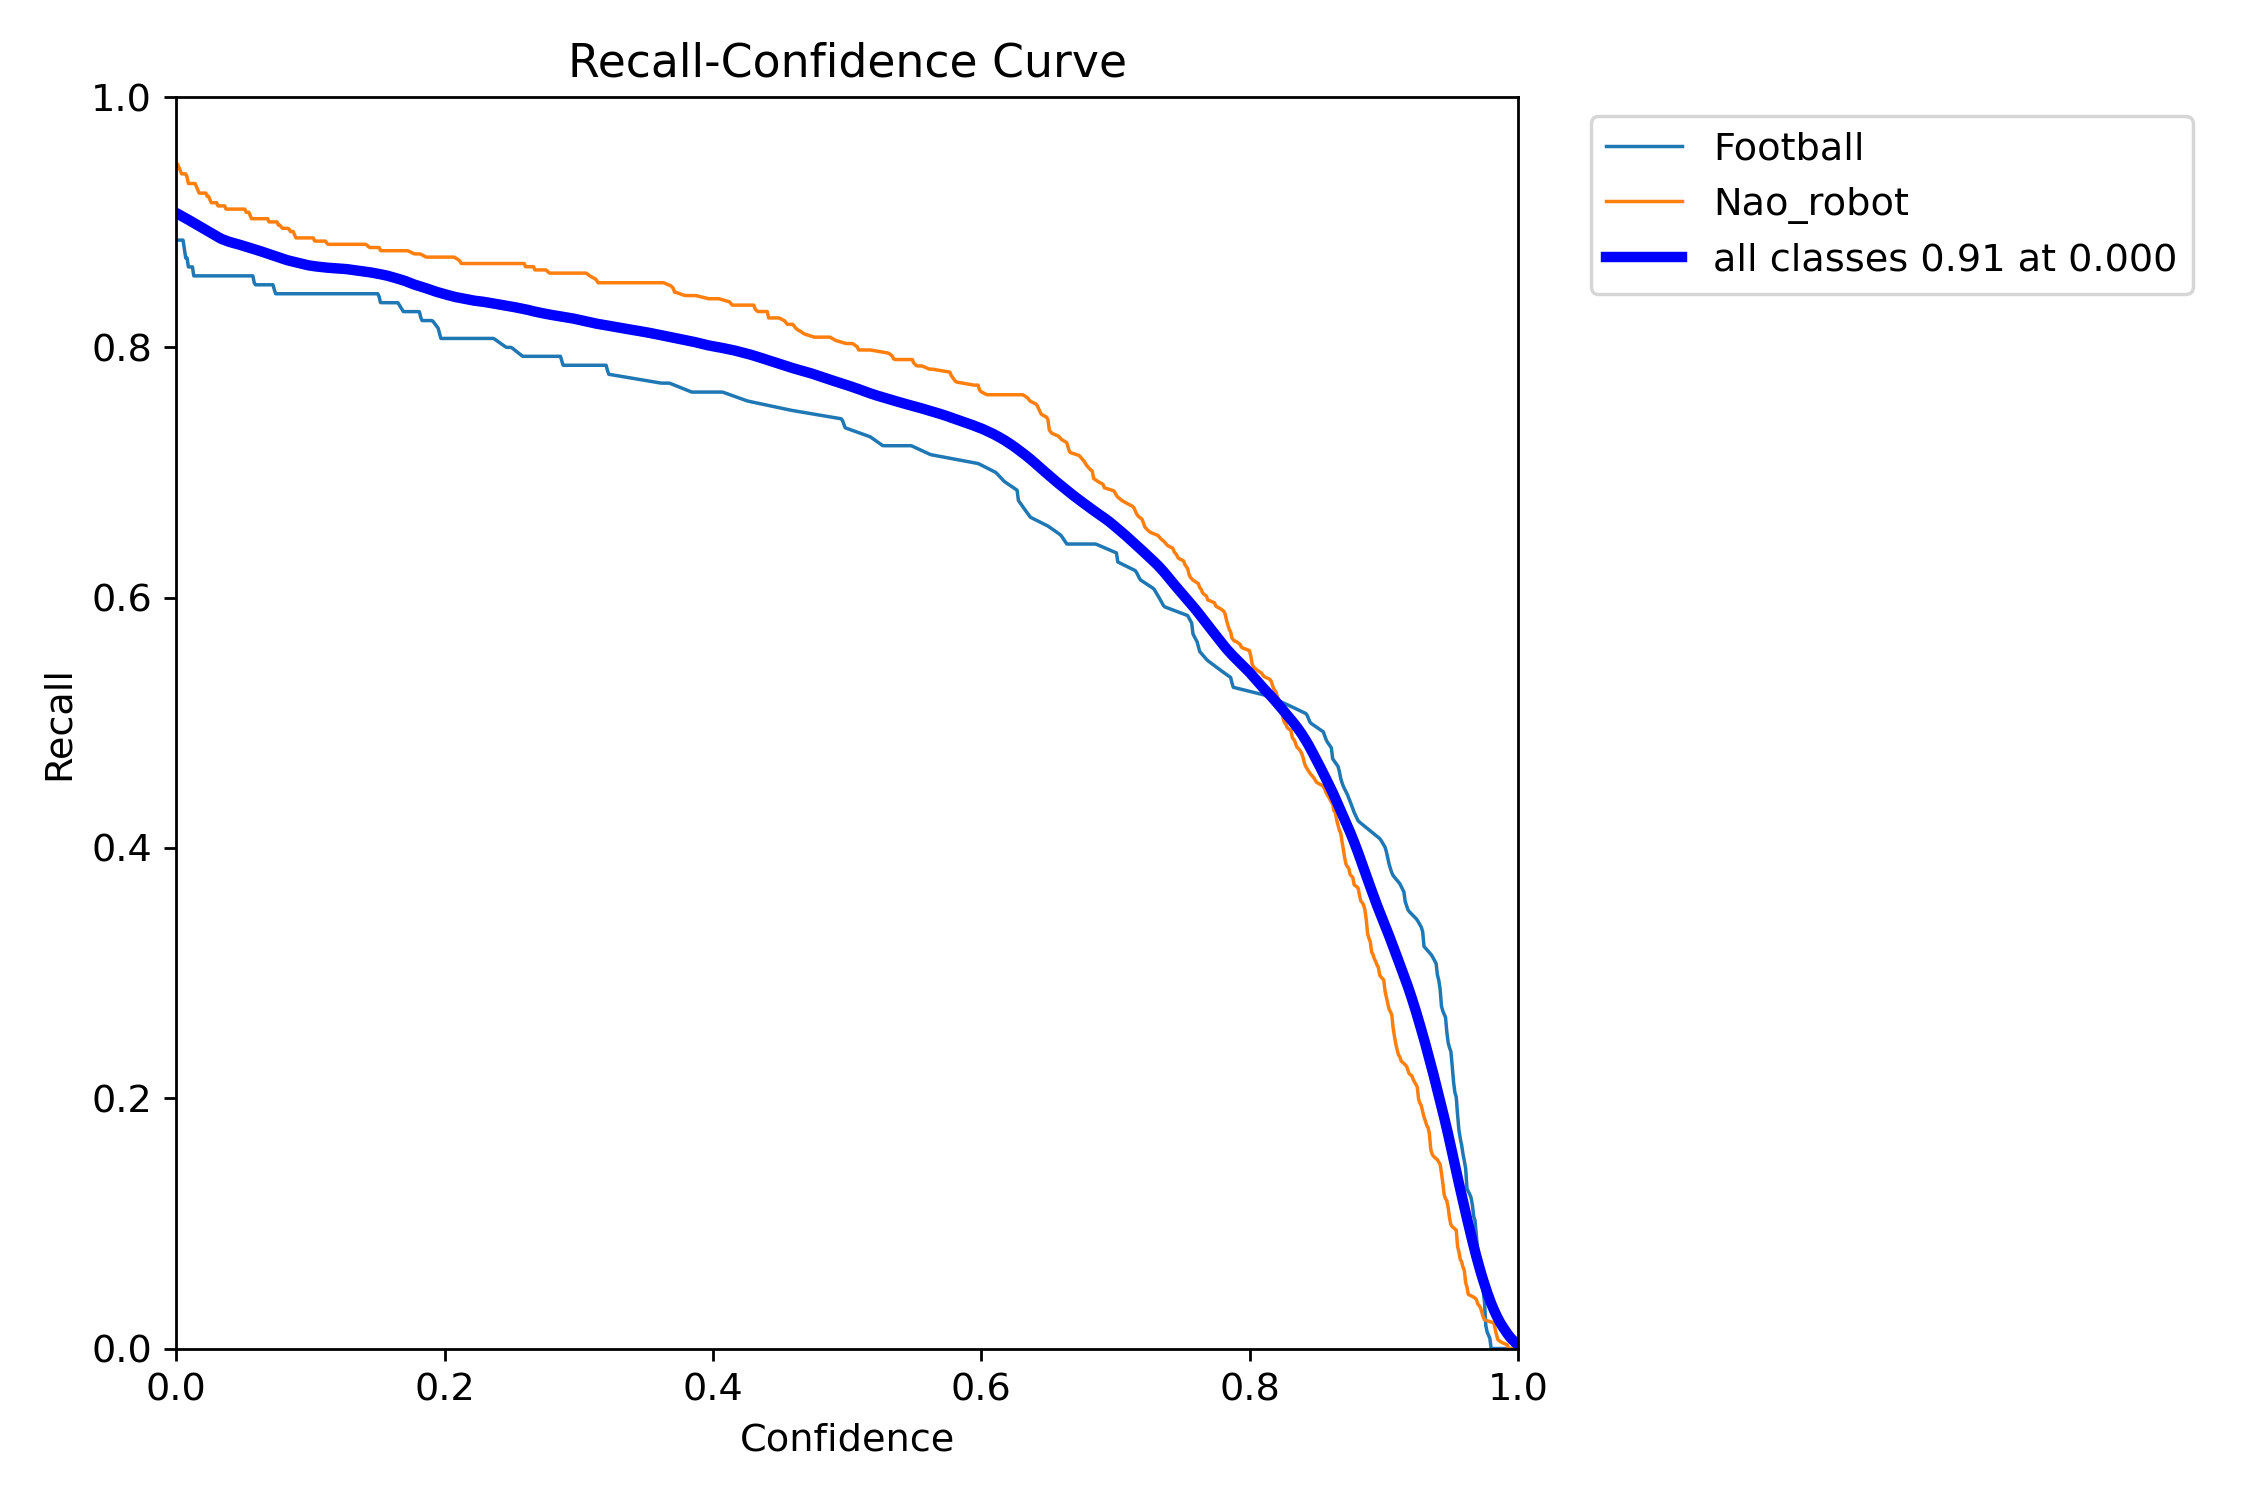 Recall-Confidence Curve
1.0
0.8
0.6
0.4
0.2
0.0
Recall
0.0 0.2 0.4 0.6 0.8 1.0
Confidence
Football
Nao_robot
all classes 0.91 at 0.000